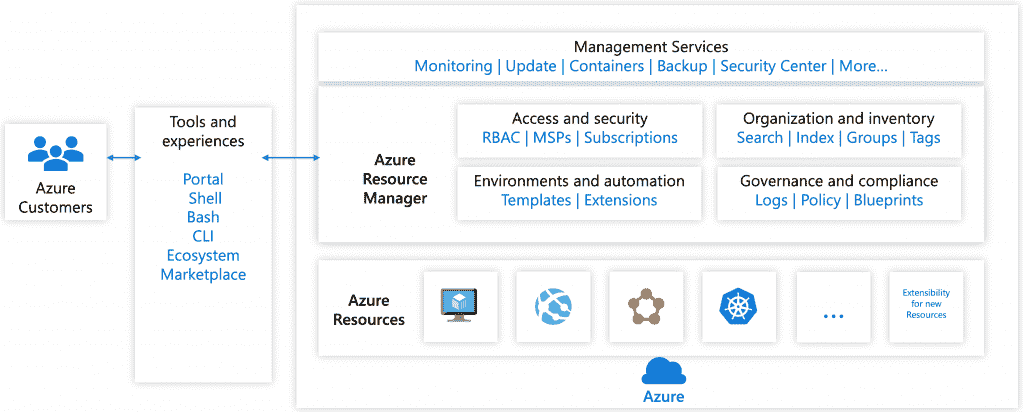 Management Services
Monitoring | Update | Containers | Backup | Security Center | More...
Azure
Customers
Tools and
experiences
Portal
Shell
Bash
CLI
Ecosystem
Marketplace
Azure
Resource
Manager
Access and security
RBAC | MSPs | Subscriptions
Organization and inventory
Search | Index | Groups | Tags
Environments and automation
Templates | Extensions
Governance and compliance
Logs | Policy | Blueprints
Azure
Resources
...
Extensibility
for new
Resources
Azure